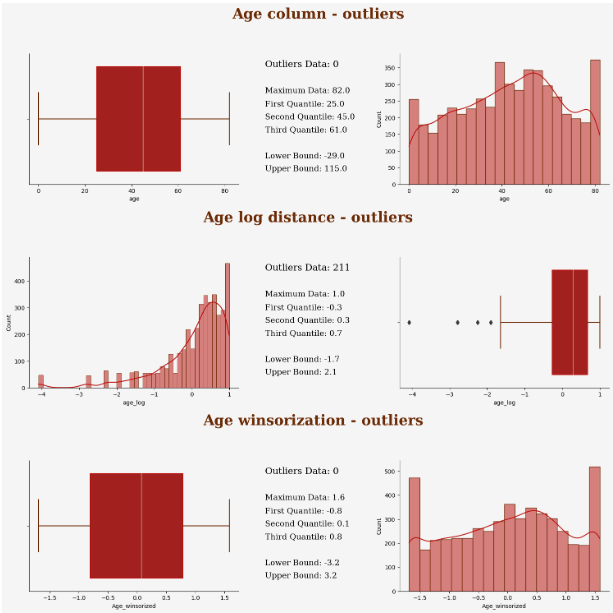 Age column - outliers
0 20 40 60 80
age
Outliers Data: 0
Maximum Data: 82.0
First Quantile: 25.0
Second Quantile: 45.0
Third Quantile: 61.0
Lower Bound: -29.0
Upper Bound: 115.0
Count
350
300
250
200
150
100
50
0
0 20 40 60 80
age
Age log distance - outliers
Count
400
300
200
100
0
−4 −3 −2 −1 0 1
age_log
Outliers Data: 211
Maximum Data: 1.0
First Quantile: -0.3
Second Quantile: 0.3
Third Quantile: 0.7
Lower Bound: -1.7
Upper Bound: 2.1
−4 −3 −2 −1 0 1
age_log
Age winsorization - outliers
−1.5 −1.0 −0.5 0.0 0.5 1.0 1.5
Age_winsorized
Outliers Data: 0
Maximum Data: 1.6
First Quantile: -0.8
Second Quantile: 0.1
Third Quantile: 0.8
Lower Bound: -3.2
Upper Bound: 3.2
Count
500
400
300
200
100
0
−1.5 −1.0 −0.5 0.0 0.5 1.0 1.5
Age_winsorized